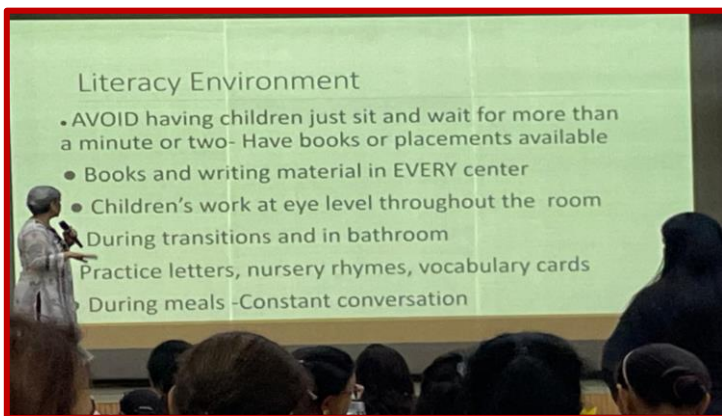 Literacy Environment
• AVOID having children just sit and wait for more than
a minute or two- Have books or placements available
• Books and writing material in EVERY center
• Children's work at eye level throughout the room
During transitions and in bathroom
Practice letters, nursery rhymes, vocabulary cards
• During meals -Constant conversation